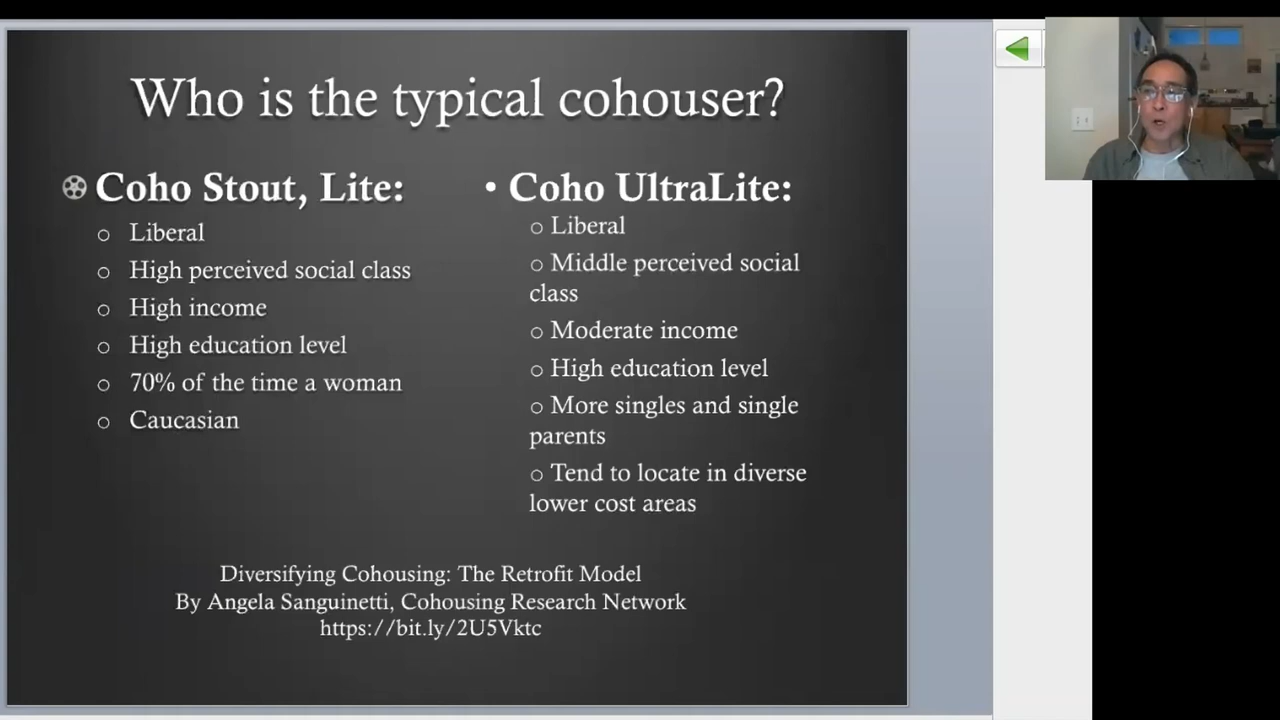 Who is the typical cohouser?
Coho Stout, Lite:
○ Liberal
○ High perceived social class
○ High income
○ High education level
○ 70% of the time a woman
○ Caucasian
• Coho UltraLite:
○ Liberal
○ Middle perceived social
class
○ Moderate income
○ High education level
○ More singles and single
parents
○ Tend to locate in diverse
lower cost areas
Diversifying Cohousing: The Retrofit Model
By Angela Sanguinetti, Cohousing Research Network
https://bit.ly/2U5Vktc